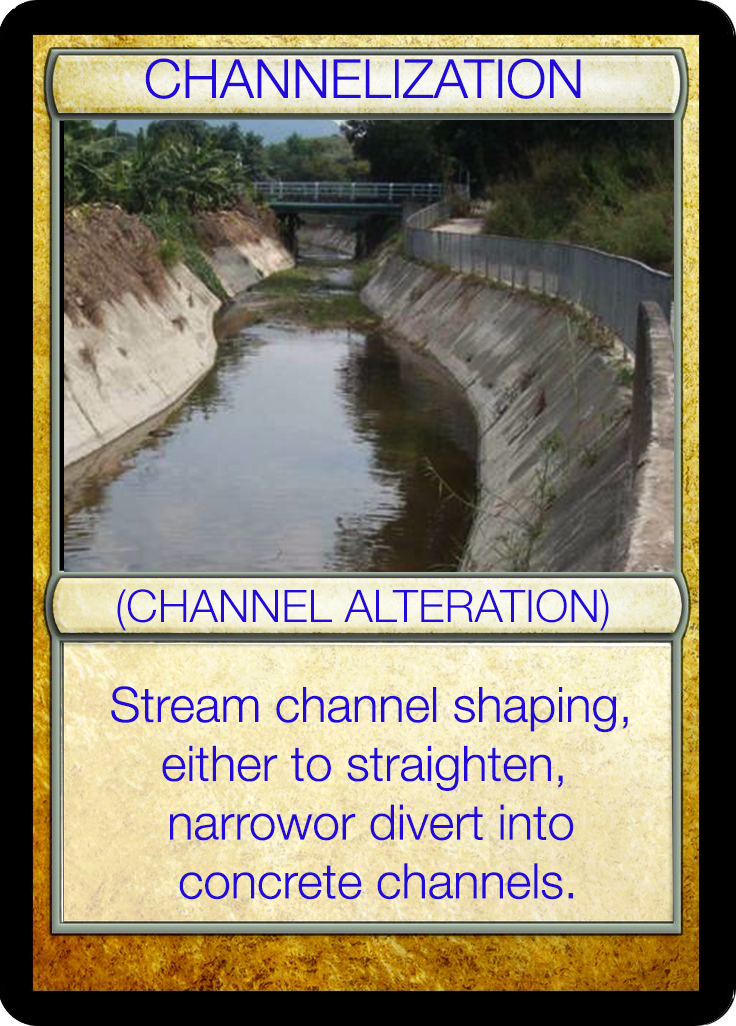 CHANNELIZATION
(CHANNEL ALTERATION)
Stream channel shaping,
either to straighten,
narrowor divert into
concrete channels.